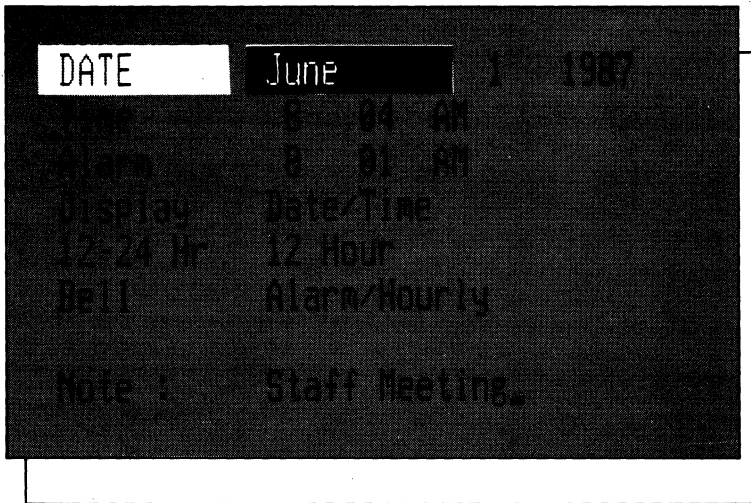 DATE June 1 1987
Time 8 04 AM
Alarm 8 01 AM
Display Date/Time
12-24 Hr 12 Hour
Bell Alarm/Hourly
Note : Staff Meeting_